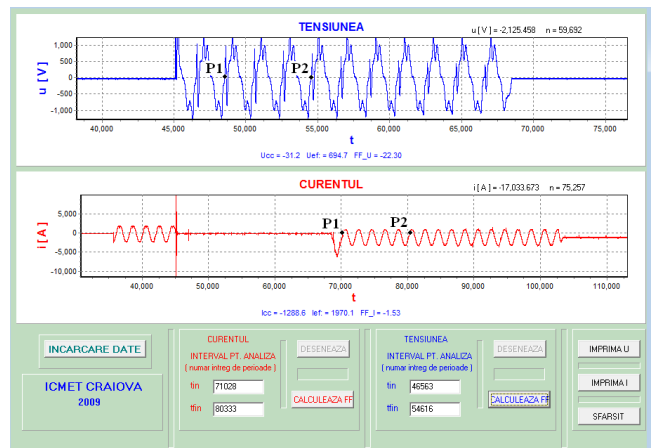 TENSIUNEA
u [ V ] = -2,125.458 n = 59,692
1,000
500
0
-500
-1,000
u [ V ]
P1
P2
40,000 45,000 50,000 55,000 60,000 65,000 70,000 75,000
t
Ucc = -31.2 Uef: = 694.7 FF_U = -22.30
CURENTUL
i [ A ] = -17,033.673 n = 75,257
5,000
0
-5,000
-10,000
i [ A ]
P1
P2
40,000 50,000 60,000 70,000 80,000 90,000 100,000 110,000
t
Icc = -1288.6 Ief: = 1970.1 FF_I = -1.53
INCARCARE DATE
ICMET CRAIOVA
2009
CURENTUL
INTERVAL PT. ANALIZA
( numar intreg de perioade )
tin 71028
tfin 80333
DESENEAZA
CALCULEAZA FF
TENSIUNEA
INTERVAL PT. ANALIZA
( numar intreg de perioade )
tin 46563
tfin 54616
DESENEAZA
CALCULEAZA FF
IMPRIMA U
IMPRIMA I
SFARSIT